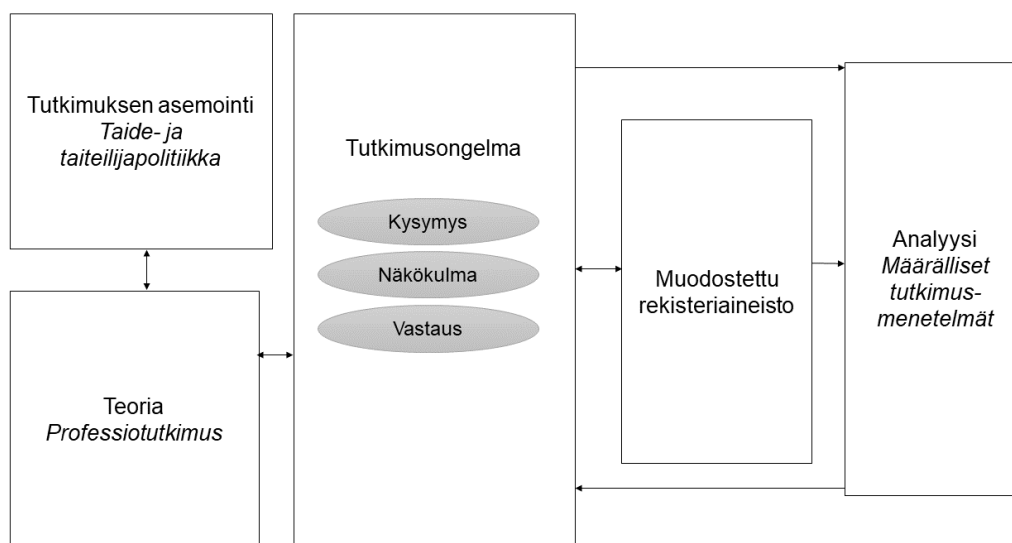 Tutkimuksen asemointi
Taide- ja
taiteilijapolitiikka
Teoria
Professiotutkimus
Tutkimusongelma
Kysymys
Näkökulma
Vastaus
Muodostettu
rekisteriaineisto
Analyysi
Määrälliset
tutkimus-
menetelmät